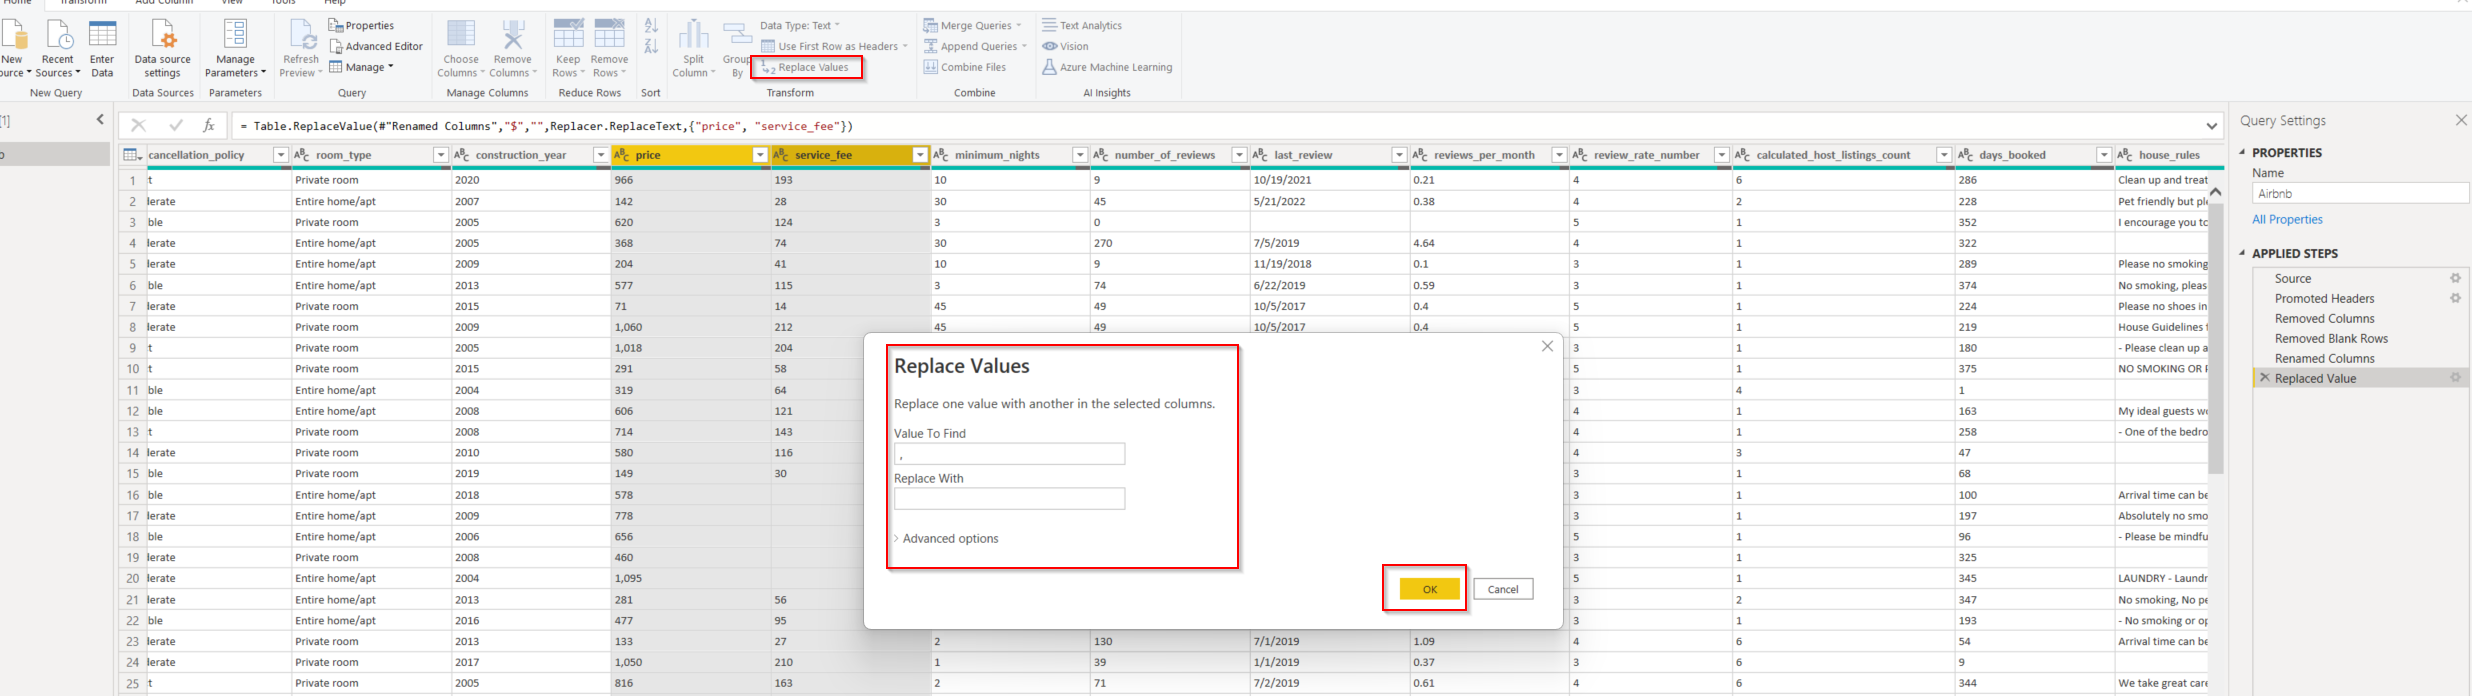 Home Transform Add Column View Tools Help
Properties Data Type: Text Merge Queries Text Analytics
Advanced Editor Use First Row as Headers Append Queries Vision
New Recent Enter Data source Manage Refresh Manage Choose Remove Keep Remove Split Group Replace Values Combine Files Azure Machine Learning
ource Sources Data settings Parameters Preview Columns Columns Rows Rows Column By
New Query Data Sources Parameters Query Manage Columns Reduce Rows Sort Transform Combine AI Insights
[1] fx = Table.ReplaceValue(#"Renamed Columns","$","",Replacer.ReplaceText,{"price", "service_fee"})
cancellation_policy room_type construction_year price service_fee minimum_nights number_of_reviews last_review reviews_per_month review_rate_number calculated_host_listings_count days_booked house_rules
1 t Private room 2020 966 193 10 9 10/19/2021 0.21 4 6 286 Clean up and treat
2 lerate Entire home/apt 2007 142 28 30 45 5/21/2022 0.38 4 2 228 Pet friendly but ple
3 ble Private room 2005 620 124 3 0 5 1 352 I encourage you to
4 lerate Entire home/apt 2005 368 74 30 270 7/5/2019 4.64 4 1 322
5 lerate Entire home/apt 2009 204 41 10 9 11/19/2018 0.1 3 1 289 Please no smoking
6 ble Entire home/apt 2013 577 115 3 74 6/22/2019 0.59 3 1 374 No smoking, pleas
7 lerate Private room 2015 71 14 45 49 10/5/2017 0.4 5 1 224 Please no shoes in
8 lerate Private room 2009 1,060 212 45 49 10/5/2017 0.4 5 1 219 House Guidelines f
9 t Private room 2005 1,018 204 3 1 180 - Please clean up a
10 t Private room 2015 291 58 5 1 375 NO SMOKING OR F
11 ble Entire home/apt 2004 319 64 3 4 1
12 ble Entire home/apt 2008 606 121 4 1 163 My ideal guests wo
13 t Private room 2008 714 143 4 1 258 - One of the bedro
14 lerate Private room 2010 580 116 4 3 47
15 ble Private room 2019 149 30 3 1 68
16 ble Entire home/apt 2018 578 3 1 100 Arrival time can be
17 lerate Entire home/apt 2009 778 3 1 197 Absolutely no smo
18 ble Entire home/apt 2006 656 5 1 96 - Please be mindfu
19 lerate Private room 2008 460 3 1 325
20 lerate Entire home/apt 2004 1,095 5 1 345 LAUNDRY - Laundr
21 lerate Entire home/apt 2013 281 56 3 2 347 No smoking, No pe
22 ble Entire home/apt 2016 477 95 3 1 193 - No smoking or op
23 lerate Private room 2013 133 27 2 130 7/1/2019 1.09 4 6 54 Arrival time can be
24 lerate Private room 2017 1,050 210 1 39 1/1/2019 0.37 3 6 9
25 t Private room 2005 816 163 2 71 7/2/2019 0.61 4 6 344 We take great care
Replace Values
Replace one value with another in the selected columns.
Value To Find
,
Replace With
Advanced options
OK Cancel
Query Settings
PROPERTIES
Name
Airbnb
All Properties
APPLIED STEPS
Source
Promoted Headers
Removed Columns
Removed Blank Rows
Renamed Columns
Replaced Value